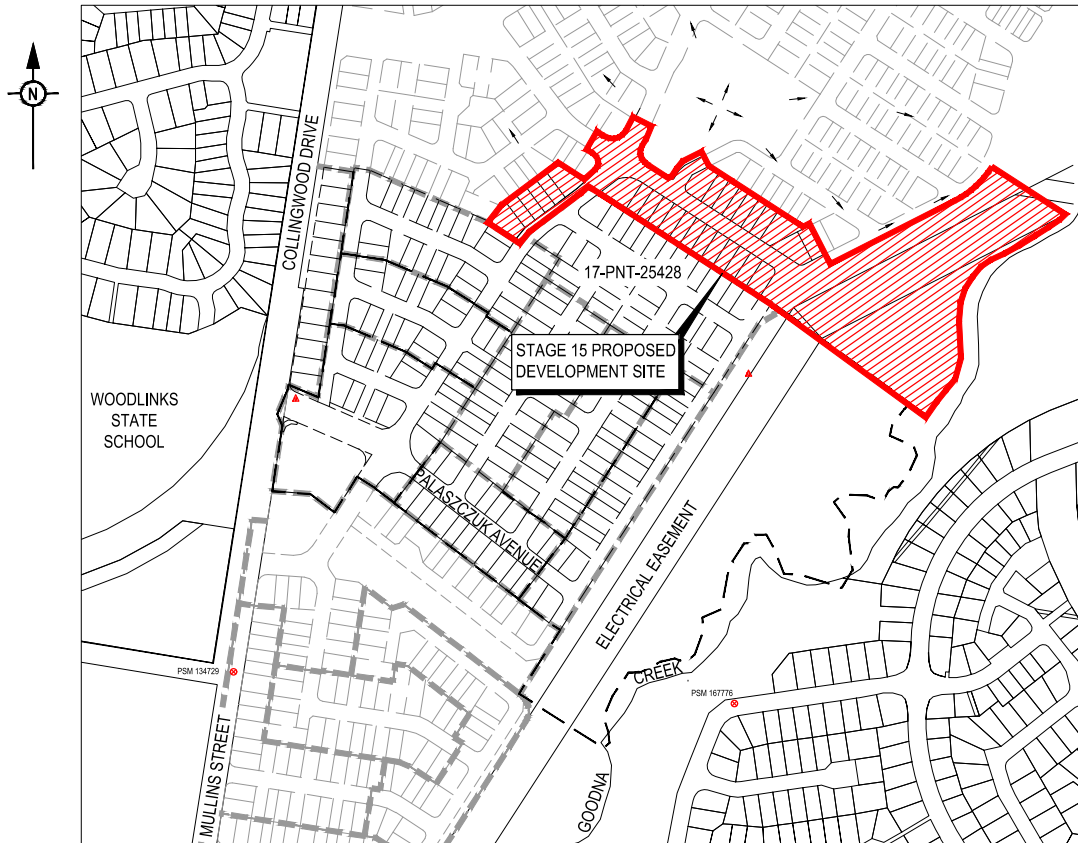 N
COLLINGWOOD DRIVE
17-PNT-25428
STAGE 15 PROPOSED
DEVELOPMENT SITE
WOODLINKS
STATE
SCHOOL
PALASZCZUK AVENUE
ELECTRICAL EASEMENT
PSM 134729
CREEK
PSM 167776
MULLINS STREET
GOODNA